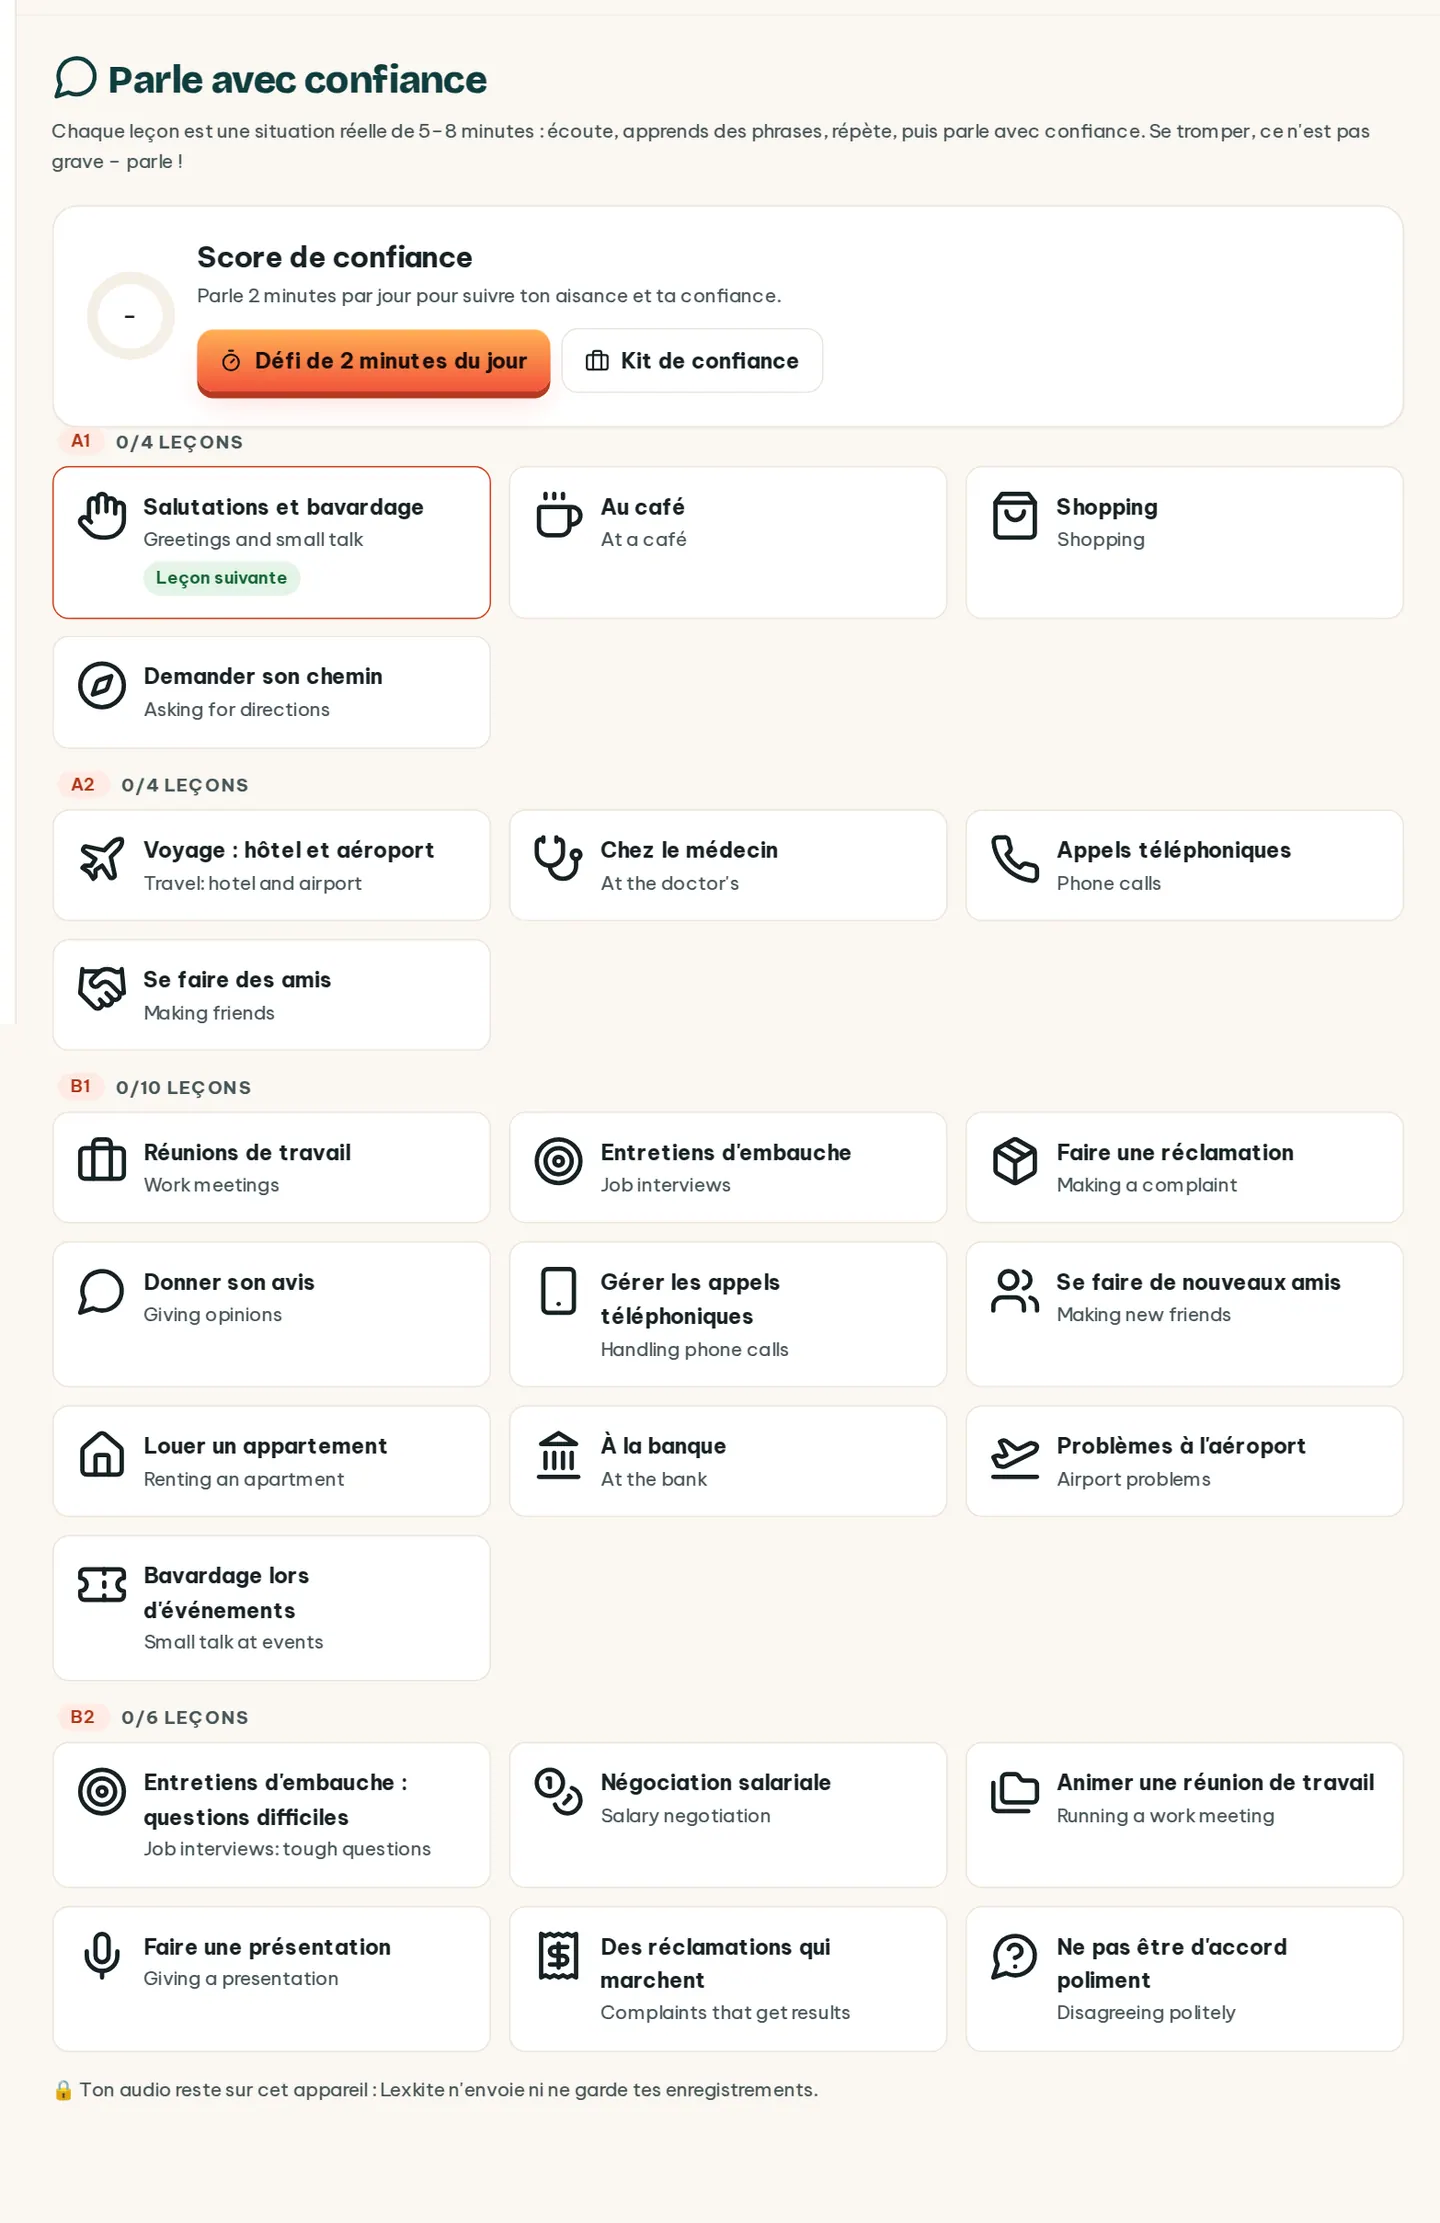 Parle avec confiance
Chaque leçon est une situation réelle de 5–8 minutes : écoute, apprends des phrases, répète, puis parle avec confiance. Se tromper, ce n'est pas
grave – parle !
Score de confiance
–
Parle 2 minutes par jour pour suivre ton aisance et ta confiance.
Défi de 2 minutes du jour
Kit de confiance
A1 0/4 LEÇONS
Salutations et bavardage
Greetings and small talk
Leçon suivante
Au café
At a café
Shopping
Shopping
Demander son chemin
Asking for directions
A2 0/4 LEÇONS
Voyage : hôtel et aéroport
Travel: hotel and airport
Chez le médecin
At the doctor's
Appels téléphoniques
Phone calls
Se faire des amis
Making friends
B1 0/10 LEÇONS
Réunions de travail
Work meetings
Entretiens d'embauche
Job interviews
Faire une réclamation
Making a complaint
Donner son avis
Giving opinions
Gérer les appels
téléphoniques
Handling phone calls
Se faire de nouveaux amis
Making new friends
Louer un appartement
Renting an apartment
À la banque
At the bank
Problèmes à l'aéroport
Airport problems
Bavardage lors
d'événements
Small talk at events
B2 0/6 LEÇONS
Entretiens d'embauche :
questions difficiles
Job interviews: tough questions
Négociation salariale
Salary negotiation
Animer une réunion de travail
Running a work meeting
Faire une présentation
Giving a presentation
Des réclamations qui
marchent
Complaints that get results
Ne pas être d'accord
poliment
Disagreeing politely
🔒 Ton audio reste sur cet appareil : Lexkite n'envoie ni ne garde tes enregistrements.